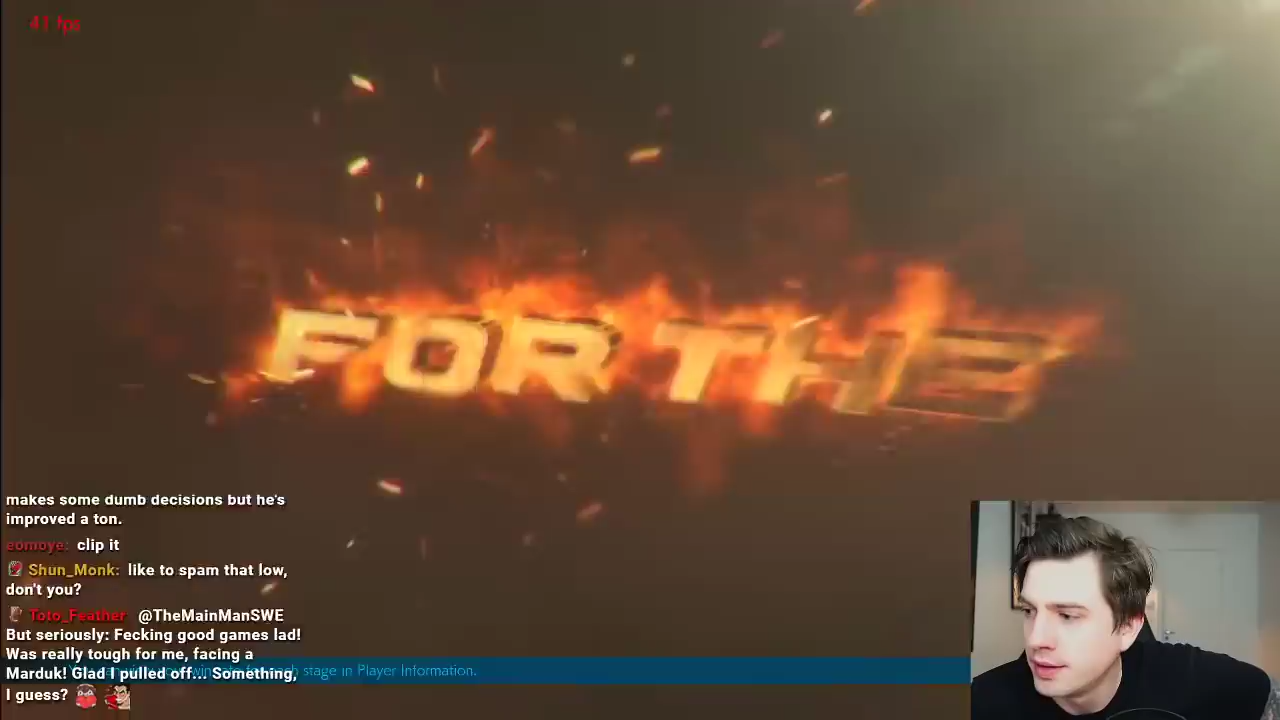 41 fps
FOR THE
makes some dumb decisions but he's
improved a ton.
eomoye: clip it
Shun_Monk: like to spam that low,
don't you?
Toto_Feather @TheMainManSWE
But seriously: Fecking good games lad!
Was really tough for me, facing a
Marduk! Glad I pulled off... Something,
I guess?
each stage in Player Information.